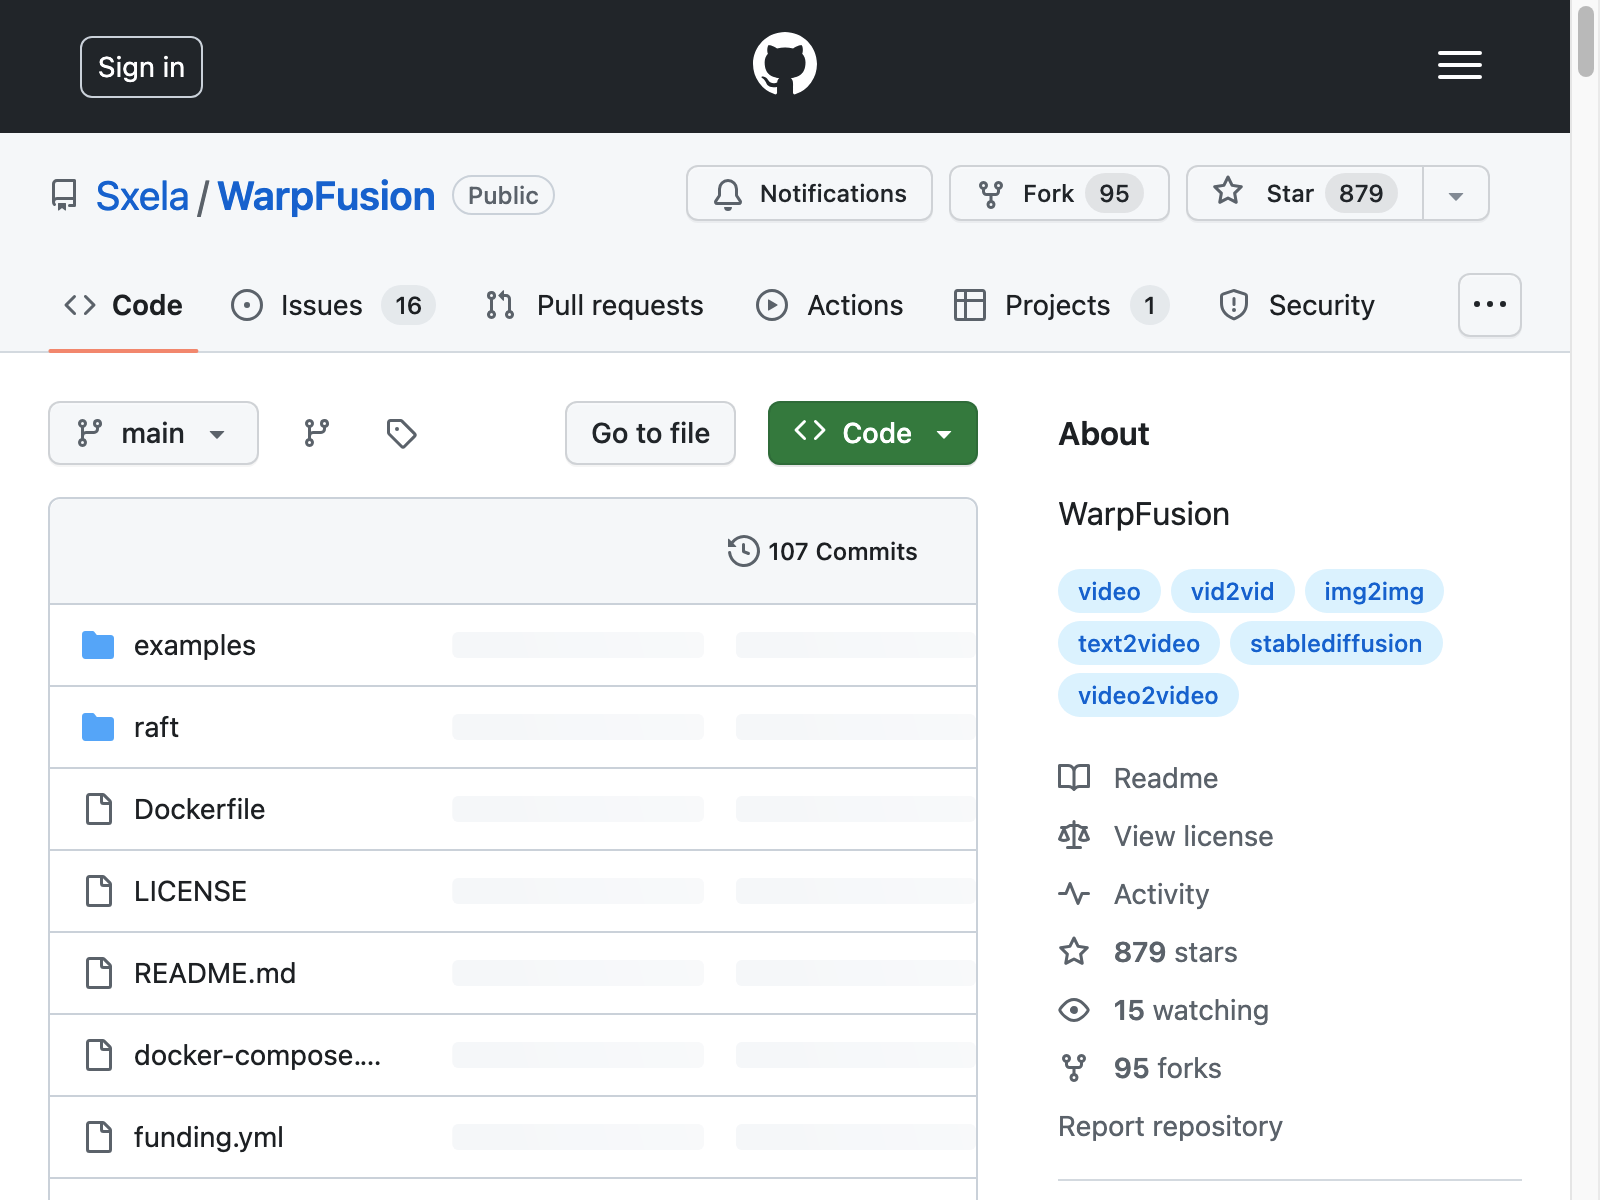 Sign in
Sxela / WarpFusion Public
Notifications
Fork 95
Star 879
Code
Issues 16
Pull requests
Actions
Projects 1
Security
main
Go to file
Code
107 Commits
examples
raft
Dockerfile
LICENSE
README.md
docker-compose....
funding.yml
About
WarpFusion
video vid2vid img2img
text2video stablediffusion
video2video
Readme
View license
Activity
879 stars
15 watching
95 forks
Report repository